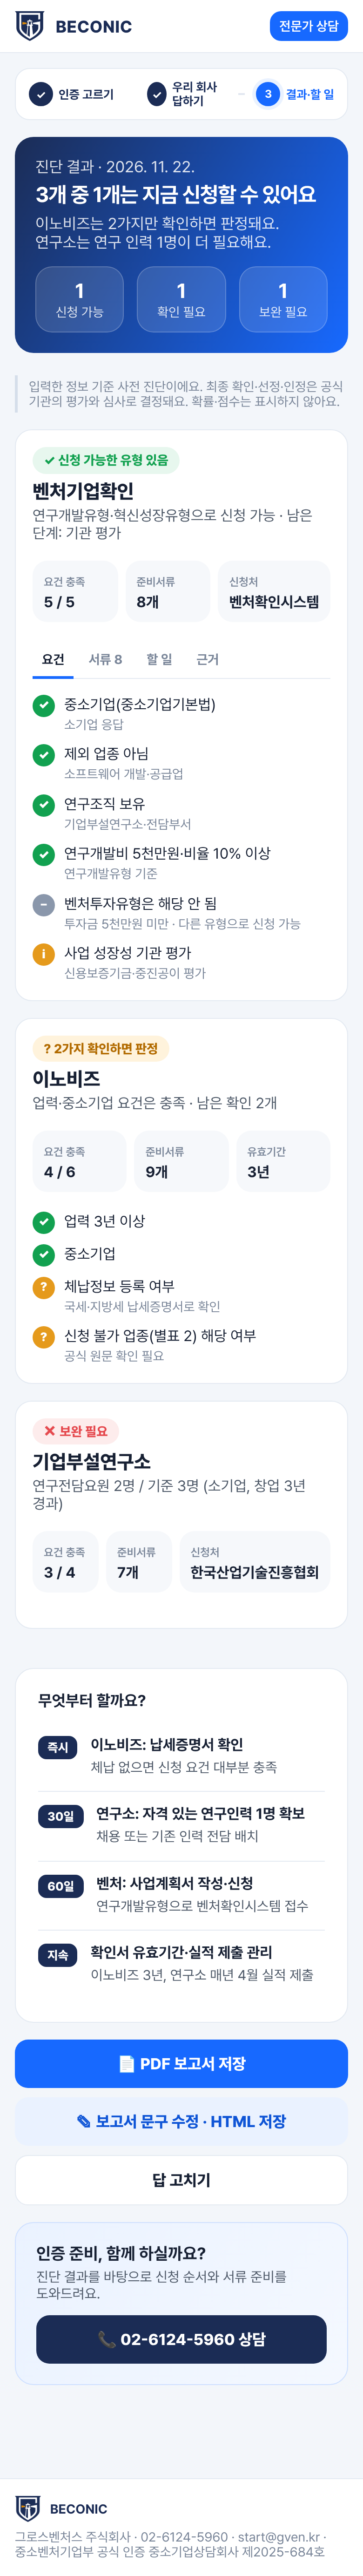 BECONIC
전문가 상담
✓ 인증 고르기
✓ 우리 회사
답하기
3 결과·할 일
진단 결과 · 2026. 11. 22.
3개 중 1개는 지금 신청할 수 있어요
이노비즈는 2가지만 확인하면 판정돼요.
연구소는 연구 인력 1명이 더 필요해요.
1
신청 가능
1
확인 필요
1
보완 필요
입력한 정보 기준 사전 진단이에요. 최종 확인·선정·인정은 공식
기관의 평가와 심사로 결정돼요. 확률·점수는 표시하지 않아요.
✓ 신청 가능한 유형 있음
벤처기업확인
연구개발유형·혁신성장유형으로 신청 가능 · 남은
단계: 기관 평가
요건 충족
5 / 5
준비서류
8개
신청처
벤처확인시스템
요건 서류 8 할 일 근거
중소기업(중소기업기본법)
소기업 응답
제외 업종 아님
소프트웨어 개발·공급업
연구조직 보유
기업부설연구소·전담부서
연구개발비 5천만원·비율 10% 이상
연구개발유형 기준
벤처투자유형은 해당 안 됨
투자금 5천만원 미만 · 다른 유형으로 신청 가능
사업 성장성 기관 평가
신용보증기금·중진공이 평가
? 2가지 확인하면 판정
이노비즈
업력·중소기업 요건은 충족 · 남은 확인 2개
요건 충족
4 / 6
준비서류
9개
유효기간
3년
업력 3년 이상
중소기업
체납정보 등록 여부
국세·지방세 납세증명서로 확인
신청 불가 업종(별표 2) 해당 여부
공식 원문 확인 필요
✕ 보완 필요
기업부설연구소
연구전담요원 2명 / 기준 3명 (소기업, 창업 3년
경과)
요건 충족
3 / 4
준비서류
7개
신청처
한국산업기술진흥협회
무엇부터 할까요?
즉시 이노비즈: 납세증명서 확인
체납 없으면 신청 요건 대부분 충족
30일 연구소: 자격 있는 연구인력 1명 확보
채용 또는 기존 인력 전담 배치
60일 벤처: 사업계획서 작성·신청
연구개발유형으로 벤처확인시스템 접수
지속 확인서 유효기간·실적 제출 관리
이노비즈 3년, 연구소 매년 4월 실적 제출
📄 PDF 보고서 저장
✎ 보고서 문구 수정 · HTML 저장
답 고치기
인증 준비, 함께 하실까요?
진단 결과를 바탕으로 신청 순서와 서류 준비를
도와드려요.
📞 02-6124-5960 상담
BECONIC
그로스벤처스 주식회사 · 02-6124-5960 · start@gven.kr ·
중소벤처기업부 공식 인증 중소기업상담회사 제2025-684호